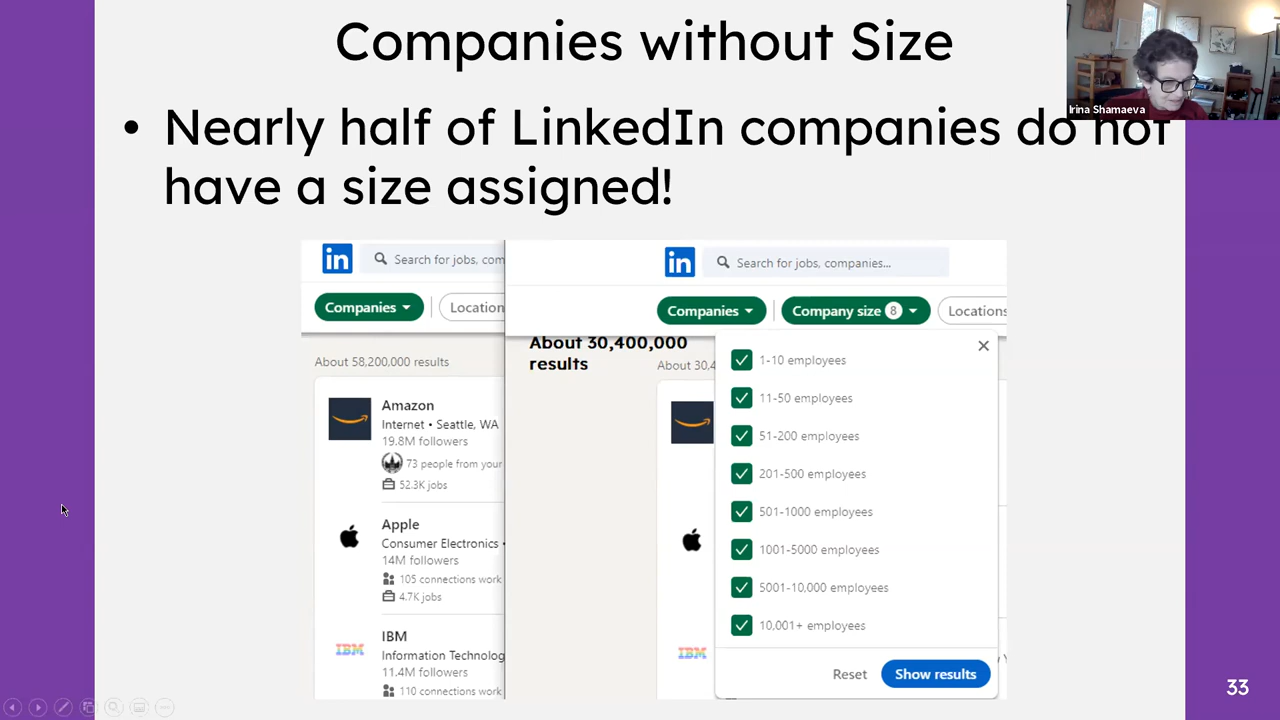 Companies without Size
Irina Shamaeva
• Nearly half of LinkedIn companies do not
have a size assigned!
in
Search for jobs, com
Companies
Location
About 58,200,000 results
Amazon
Internet • Seattle, WA
19.8M followers
73 people from your
52.3K jobs
Apple
Consumer Electronics •
14M followers
105 connections work
4.7K jobs
IBM
IBM
Information Technolog
11.4M followers
110 connections work
in
Search for jobs, companies...
Companies
Company size 8
Locations
About 30,400,000
results
About 30,4
1-10 employees
11-50 employees
51-200 employees
201-500 employees
501-1000 employees
1001-5000 employees
5001-10,000 employees
10,001+ employees
IBM
Reset
Show results
33